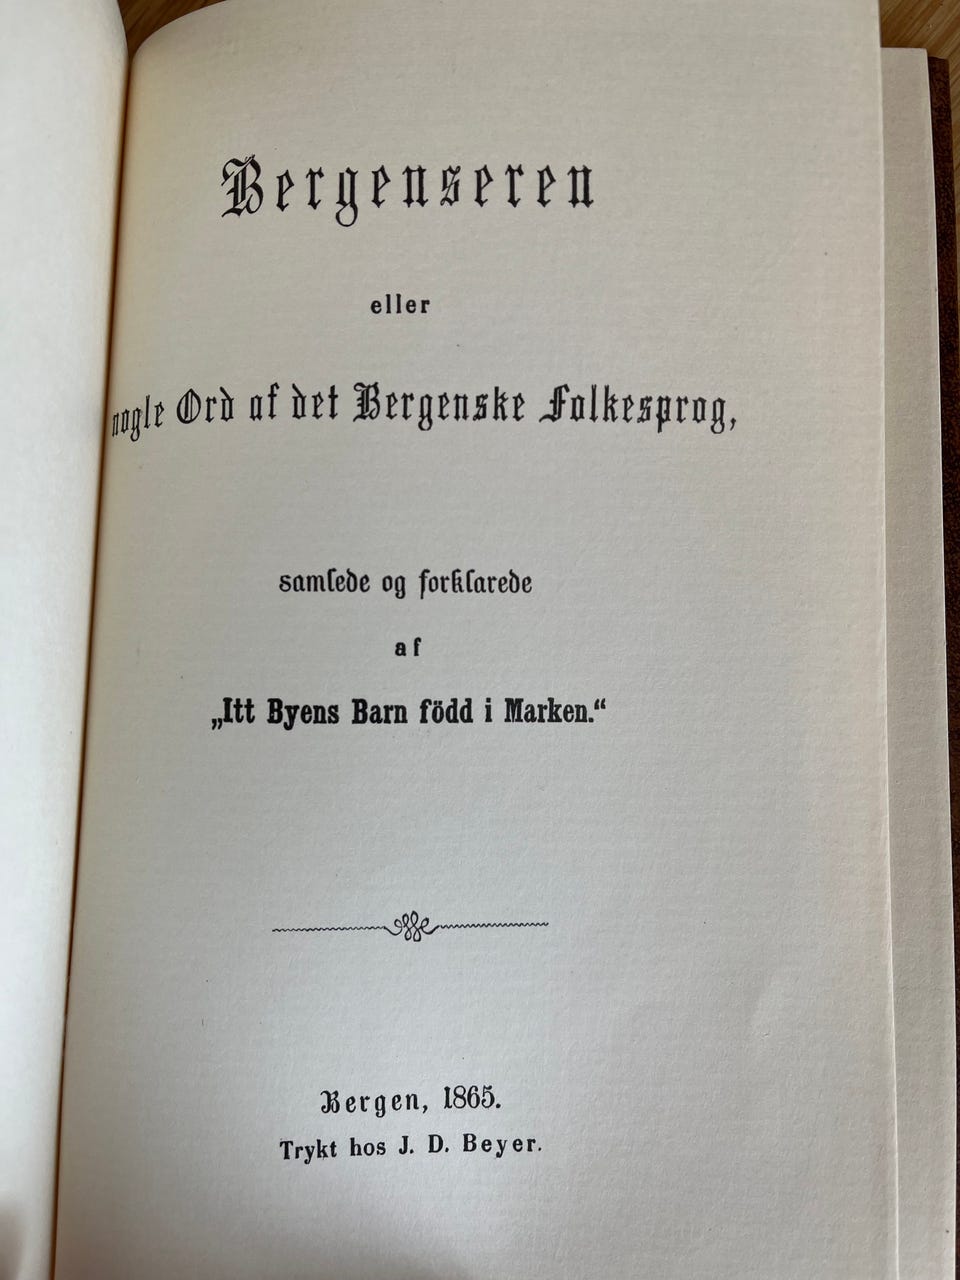 Bergenseren
eller
nogle Ord af det Bergenske Folkesprog,
samlede og forklarede
af
„Itt Byens Barn född i Marken.“
Bergen, 1865.
Trykt hos J. D. Beyer.